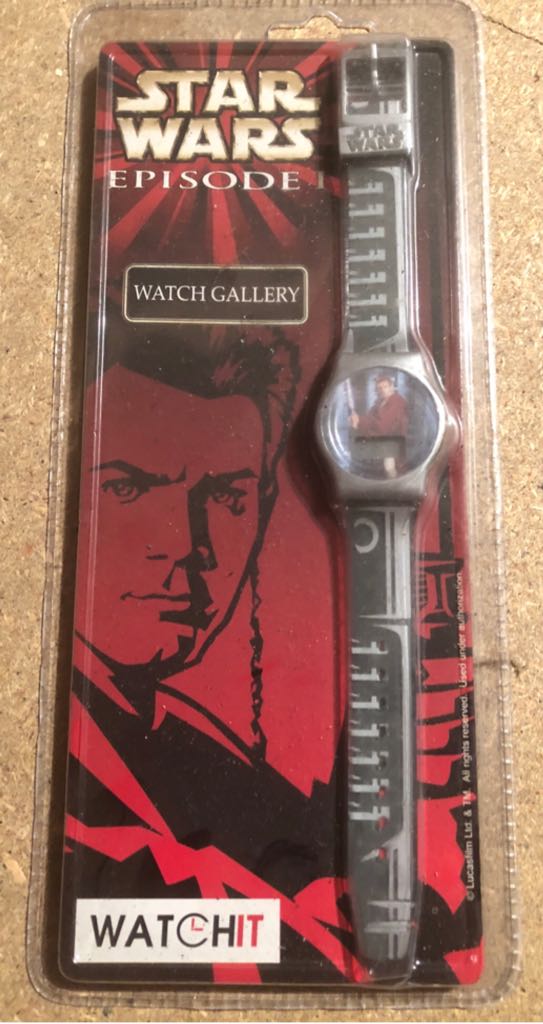 STAR
WARS
EPISODE I
WATCH GALLERY
STAR
WARS
WATCHIT
© Lucasfilm Ltd. & TM. All rights reserved. Used under authorization.